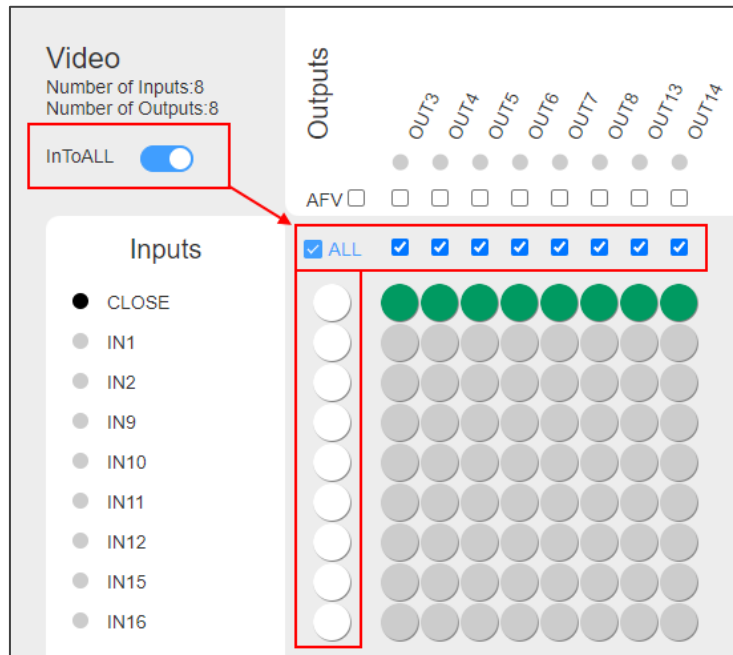 Video
Number of Inputs:8
Number of Outputs:8
InToALL
Outputs
OUT3
OUT4
OUT5
OUT6
OUT7
OUT8
OUT13
OUT14
AFV
Inputs
ALL
CLOSE
IN1
IN2
IN9
IN10
IN11
IN12
IN15
IN16